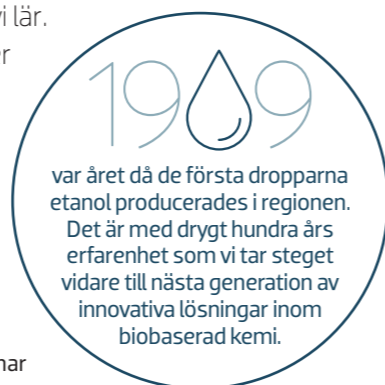 vi lär.
r
1909
var året då de första dropparna
etanol producerades i regionen.
Det är med drygt hundra års
erfarenhet som vi tar steget
vidare till nästa generation av
innovativa lösningar inom
biobaserad kemi.
nar